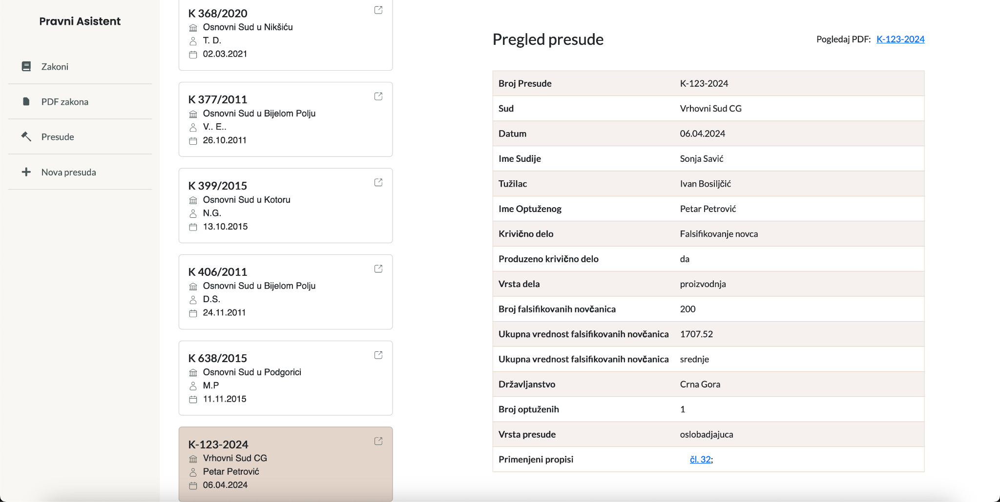 Pravni Asistent
Zakoni
PDF zakona
Presude
Nova presuda
K 368/2020
Osnovni Sud u Nikšiću
T. D.
02.03.2021
K 377/2011
Osnovni Sud u Bijelom Polju
V.. E..
26.10.2011
K 399/2015
Osnovni Sud u Kotoru
N.G.
13.10.2015
K 406/2011
Osnovni Sud u Bijelom Polju
D.S.
24.11.2011
K 638/2015
Osnovni Sud u Podgorici
M.P
11.11.2015
K-123-2024
Vrhovni Sud CG
Petar Petrović
06.04.2024
Pregled presude
Pogledaj PDF: K-123-2024
Broj Presude K-123-2024
Sud Vrhovni Sud CG
Datum 06.04.2024
Ime Sudije Sonja Savić
Tužilac Ivan Bosiljčić
Ime Optuženog Petar Petrović
Krivično delo Falsifikovanje novca
Produzeno krivično delo da
Vrsta dela proizvodnja
Broj falsifikovanih novčanica 200
Ukupna vrednost falsifikovanih novčanica 1707.52
Ukupna vrednost falsifikovanih novčanica srednje
Državljanstvo Crna Gora
Broj optuženih 1
Vrsta presude oslobadjajuca
Primenjeni propisi čl. 32;